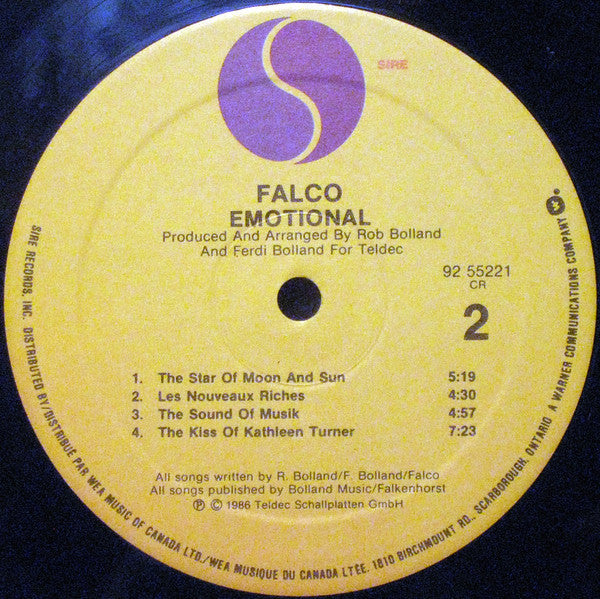 SIRE
FALCO
EMOTIONAL
Produced And Arranged By Rob Bolland
And Ferdi Bolland For Teldec
92 55221
CR
2
1. The Star Of Moon And Sun 5:19
2. Les Nouveaux Riches 4:30
3. The Sound Of Musik 4:57
4. The Kiss Of Kathleen Turner 7:23
All songs written by R. Bolland/F. Bolland/Falco
All songs published by Bolland Music/Falkenhorst
℗ © 1986 Teldec Schallplatten GmbH
SIRE RECORDS, INC. DISTRIBUTED BY/DISTRIBUÉ PAR WEA MUSIC OF CANADA LTD./WEA MUSIQUE DU CANADA LTÉE. 1810 BIRCHMOUNT RD. SCARBOROUGH, ONTARIO A WARNER COMMUNICATIONS COMPANY